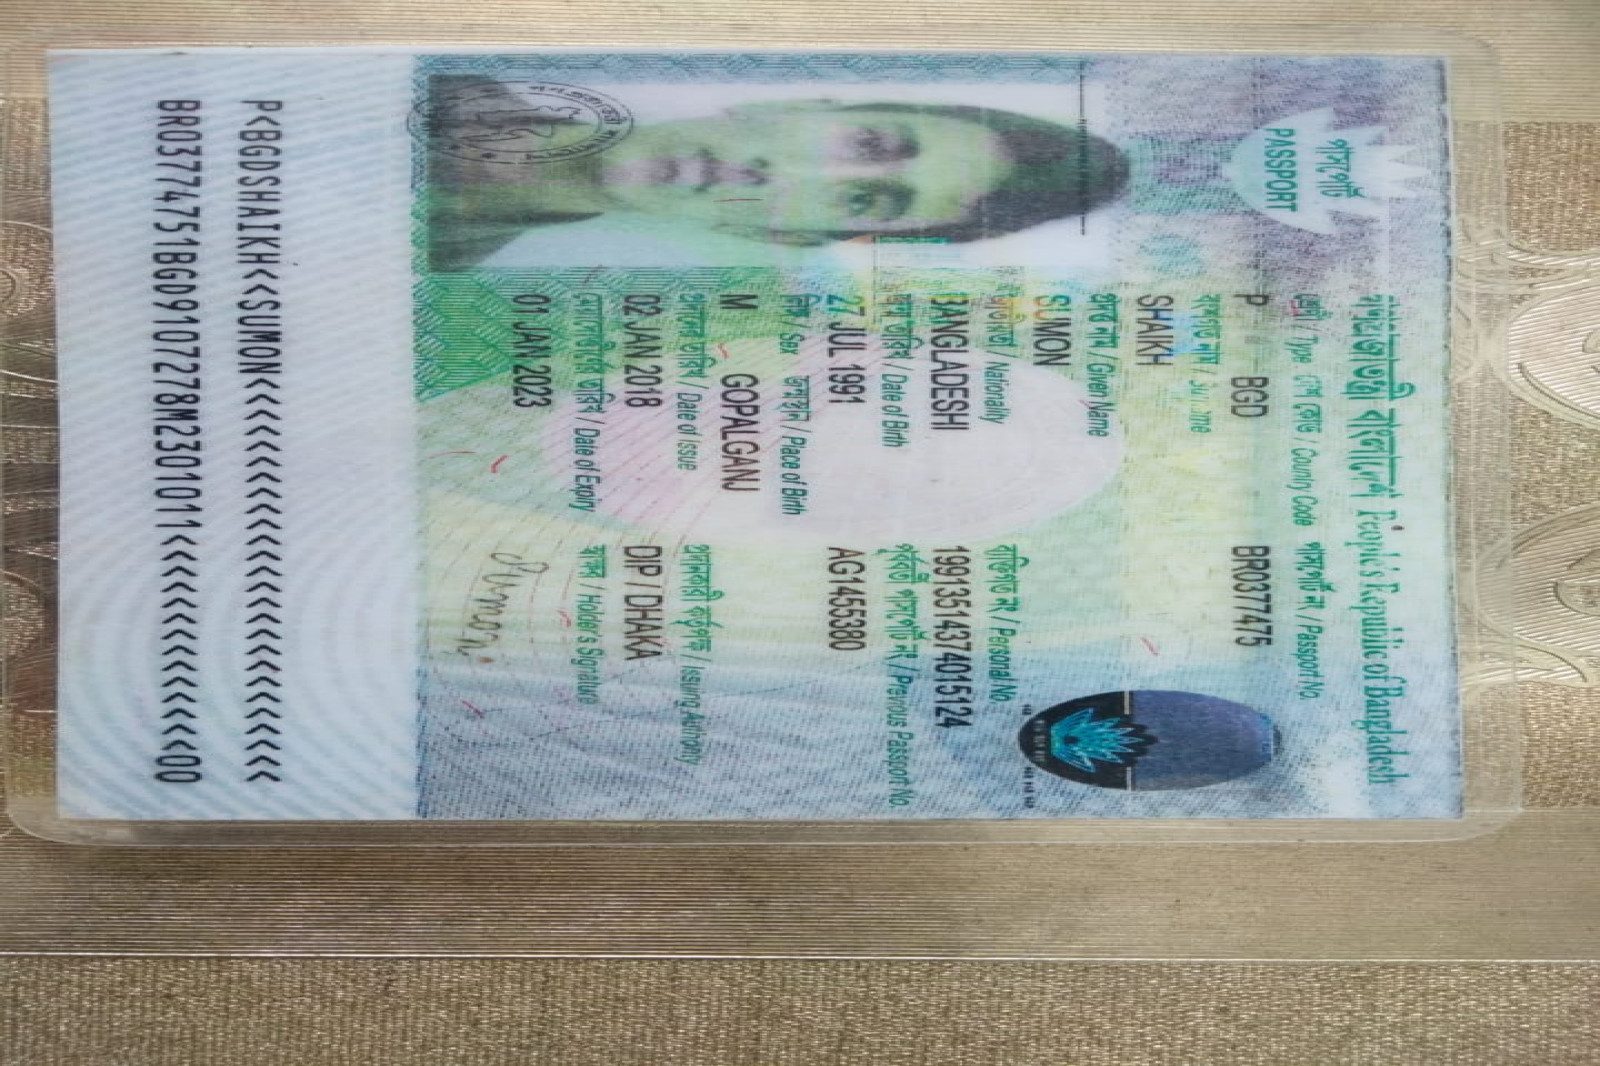 গণপ্রজাতন্ত্রী বাংলাদেশ People's Republic of Bangladesh
পাসপোর্ট
PASSPORT
শ্রেণী / Type দেশ কোড / Country Code পাসপোর্ট নং / Passport No
P BGD BR0377475
বংশগত নাম /
SHAIKH
প্রদত্ত নাম / Given Name
SUMON
জাতীয়তা / Nationality ব্যক্তিগত নং / Personal No
BANGLADESHI 19913514374015124
জন্ম তারিখ / Date of Birth পূর্ববর্তী পাসপোর্ট নং / Previous Passport No
27 JUL 1991 AG1455380
লিঙ্গ / Sex জন্মস্থান / Place of Birth
M GOPALGANJ
প্রদানের তারিখ / Date of Issue প্রদানকারী কর্তৃপক্ষ / Issuing Authority
02 JAN 2018 DIP / DHAKA
মেয়াদোত্তীর্ণের তারিখ / Date of Expiry স্বাক্ষর / Holder's Signature
01 JAN 2023 Sumon
P<BGDSHAIKH<<SUMON<<<<<<<<<<<<<<<<<<<<<<<<<<
BR03774751BGD9107278M2301011<<<<<<<<<<<<<<00